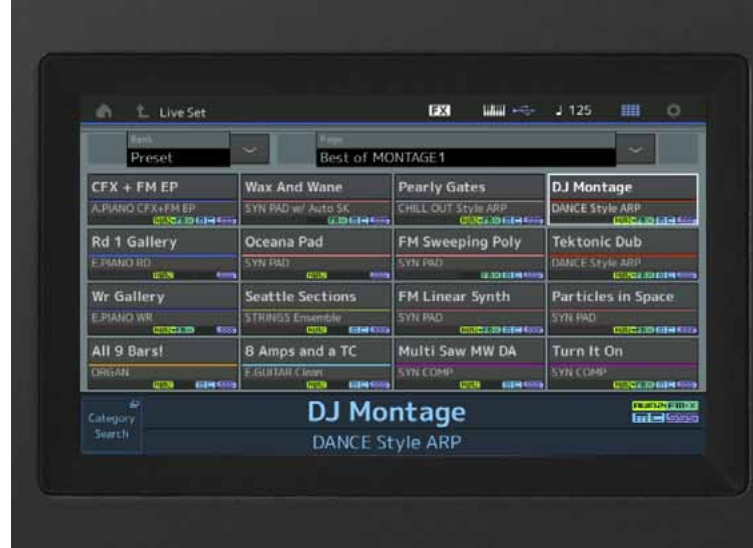 Live Set
FX
125
Bank
Preset
Page
Best of MONTAGE1
CFX + FM EP
A.PIANO CFX+FM EP
Wax And Wane
SYN PAD w/ Auto SK
Pearly Gates
CHILL OUT Style ARP
DJ Montage
DANCE Style ARP
Rd 1 Gallery
E.PIANO RD
Oceana Pad
SYN PAD
FM Sweeping Poly
SYN PAD
Tektonic Dub
DANCE Style ARP
Wr Gallery
E.PIANO WR
Seattle Sections
STRINGS Ensemble
FM Linear Synth
SYN PAD
Particles in Space
SYN PAD
All 9 Bars!
ORGAN
8 Amps and a TC
E.GUITAR Clean
Multi Saw MW DA
SYN COMP
Turn It On
SYN COMP
Category
Search
DJ Montage
DANCE Style ARP